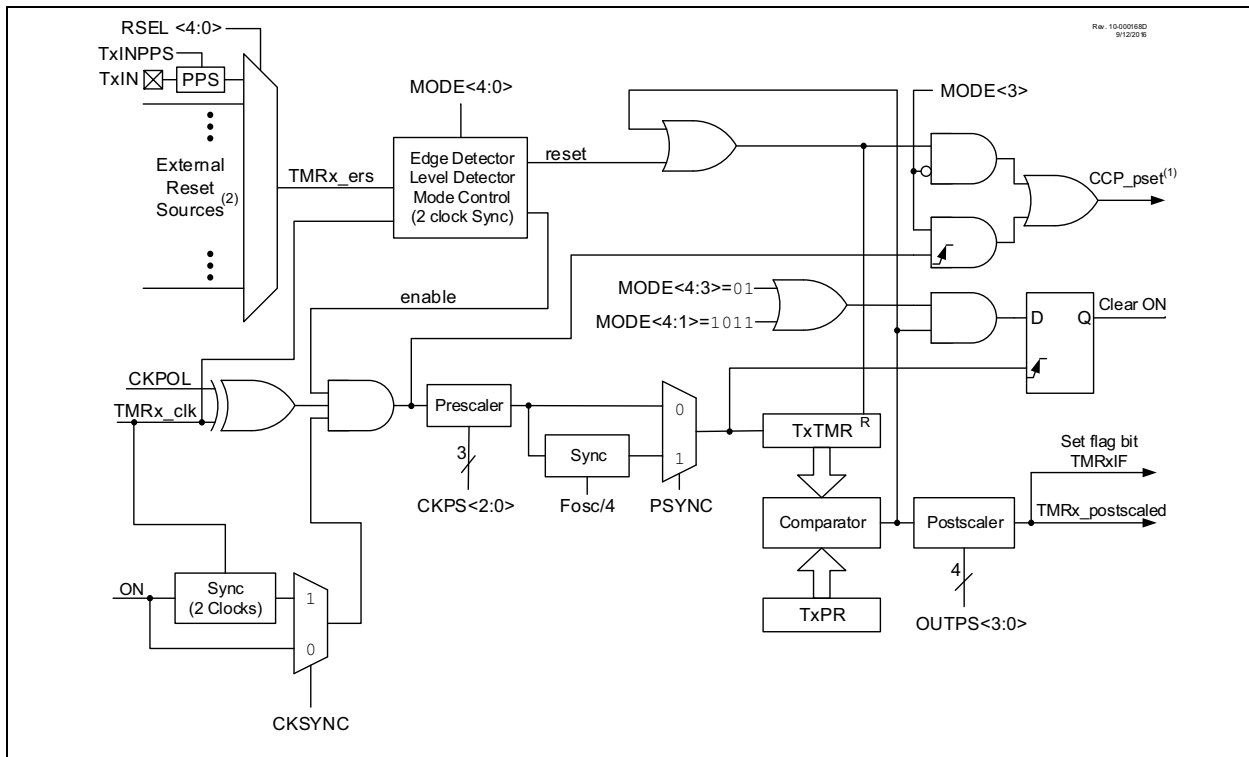 Rev. 10-000168D
9/12/2016
RSEL <4:0>
TxINPPS
TxIN
PPS
External
Reset
Sources(2)
TMRx_ers
MODE<4:0>
Edge Detector
Level Detector
Mode Control
(2 clock Sync)
reset
enable
MODE<3>
CCP_pset(1)
MODE<4:3>=01
MODE<4:1>=1011
D
Q
Clear ON
CKPOL
TMRx_clk
Prescaler
3
CKPS<2:0>
Sync
Fosc/4
0
1
PSYNC
TxTMR
R
Comparator
TxPR
Postscaler
4
OUTPS<3:0>
Set flag bit
TMRxIF
TMRx_postscaled
ON
Sync
(2 Clocks)
1
0
CKSYNC